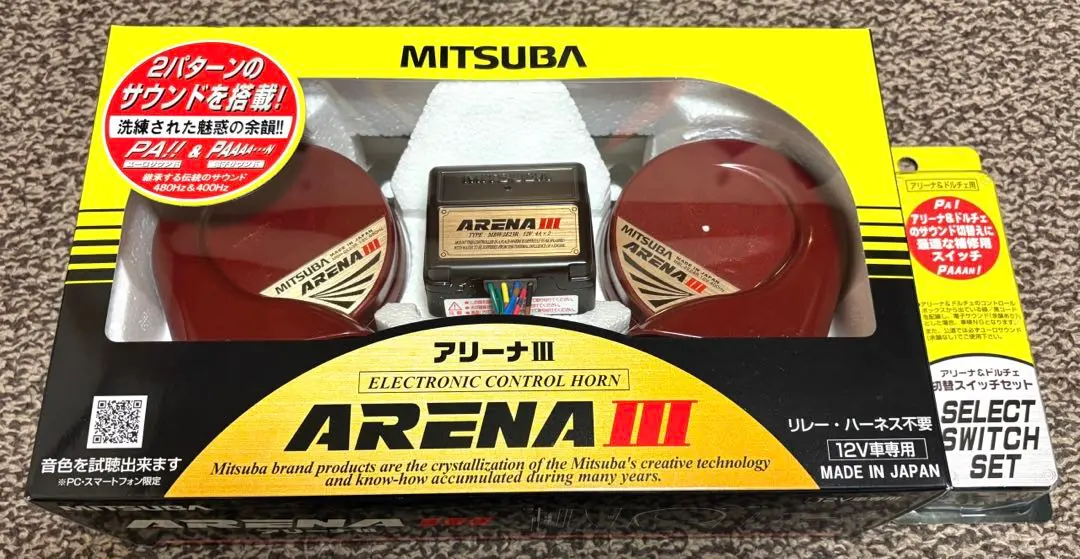 MITSUBA
2パターンの
サウンドを搭載!
洗練された魅惑の余韻!!
PA!! & PAAAA・・・N
継承する伝統のサウンド
480Hz&400Hz
MITSUBA
ARENA III
MITSUBA
MADE IN JAPAN
ARENA III
MITSUBA
MADE IN JAPAN
ARENA III
アリーナIII
ELECTRONIC CONTROL HORN
ARENA III
Mitsuba brand products are the crystallization of the Mitsuba's creative technology
and know-how accumulated during many years.
音色を試聴出来ます
※PC・スマートフォン限定
リレー・ハーネス不要
12V車専用
MADE IN JAPAN
アリーナ&ドルチェ用
PA!
アリーナ&ドルチェ
のサウンド切替えに
最適な補修用
スイッチ
PAAAN!
アリーナ&ドルチェ
切替スイッチセット
SELECT
SWITCH
SET
MITSUBA
ARENA III